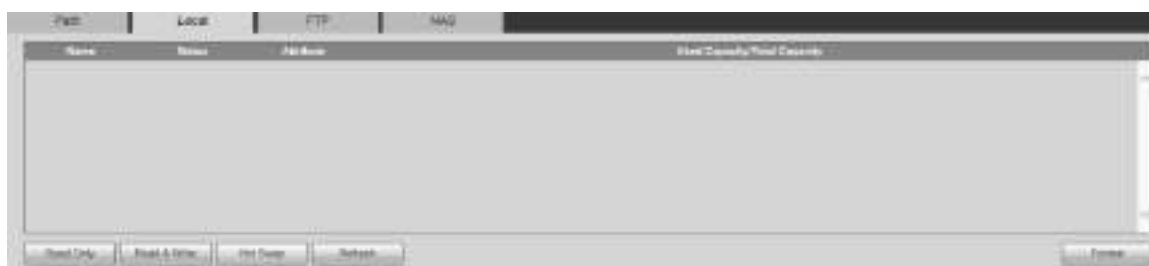 Path Local FTP NAS
Name Status Attribute Used Capacity/Total Capacity
Read Only Read & Write Hot Swap Refresh Format